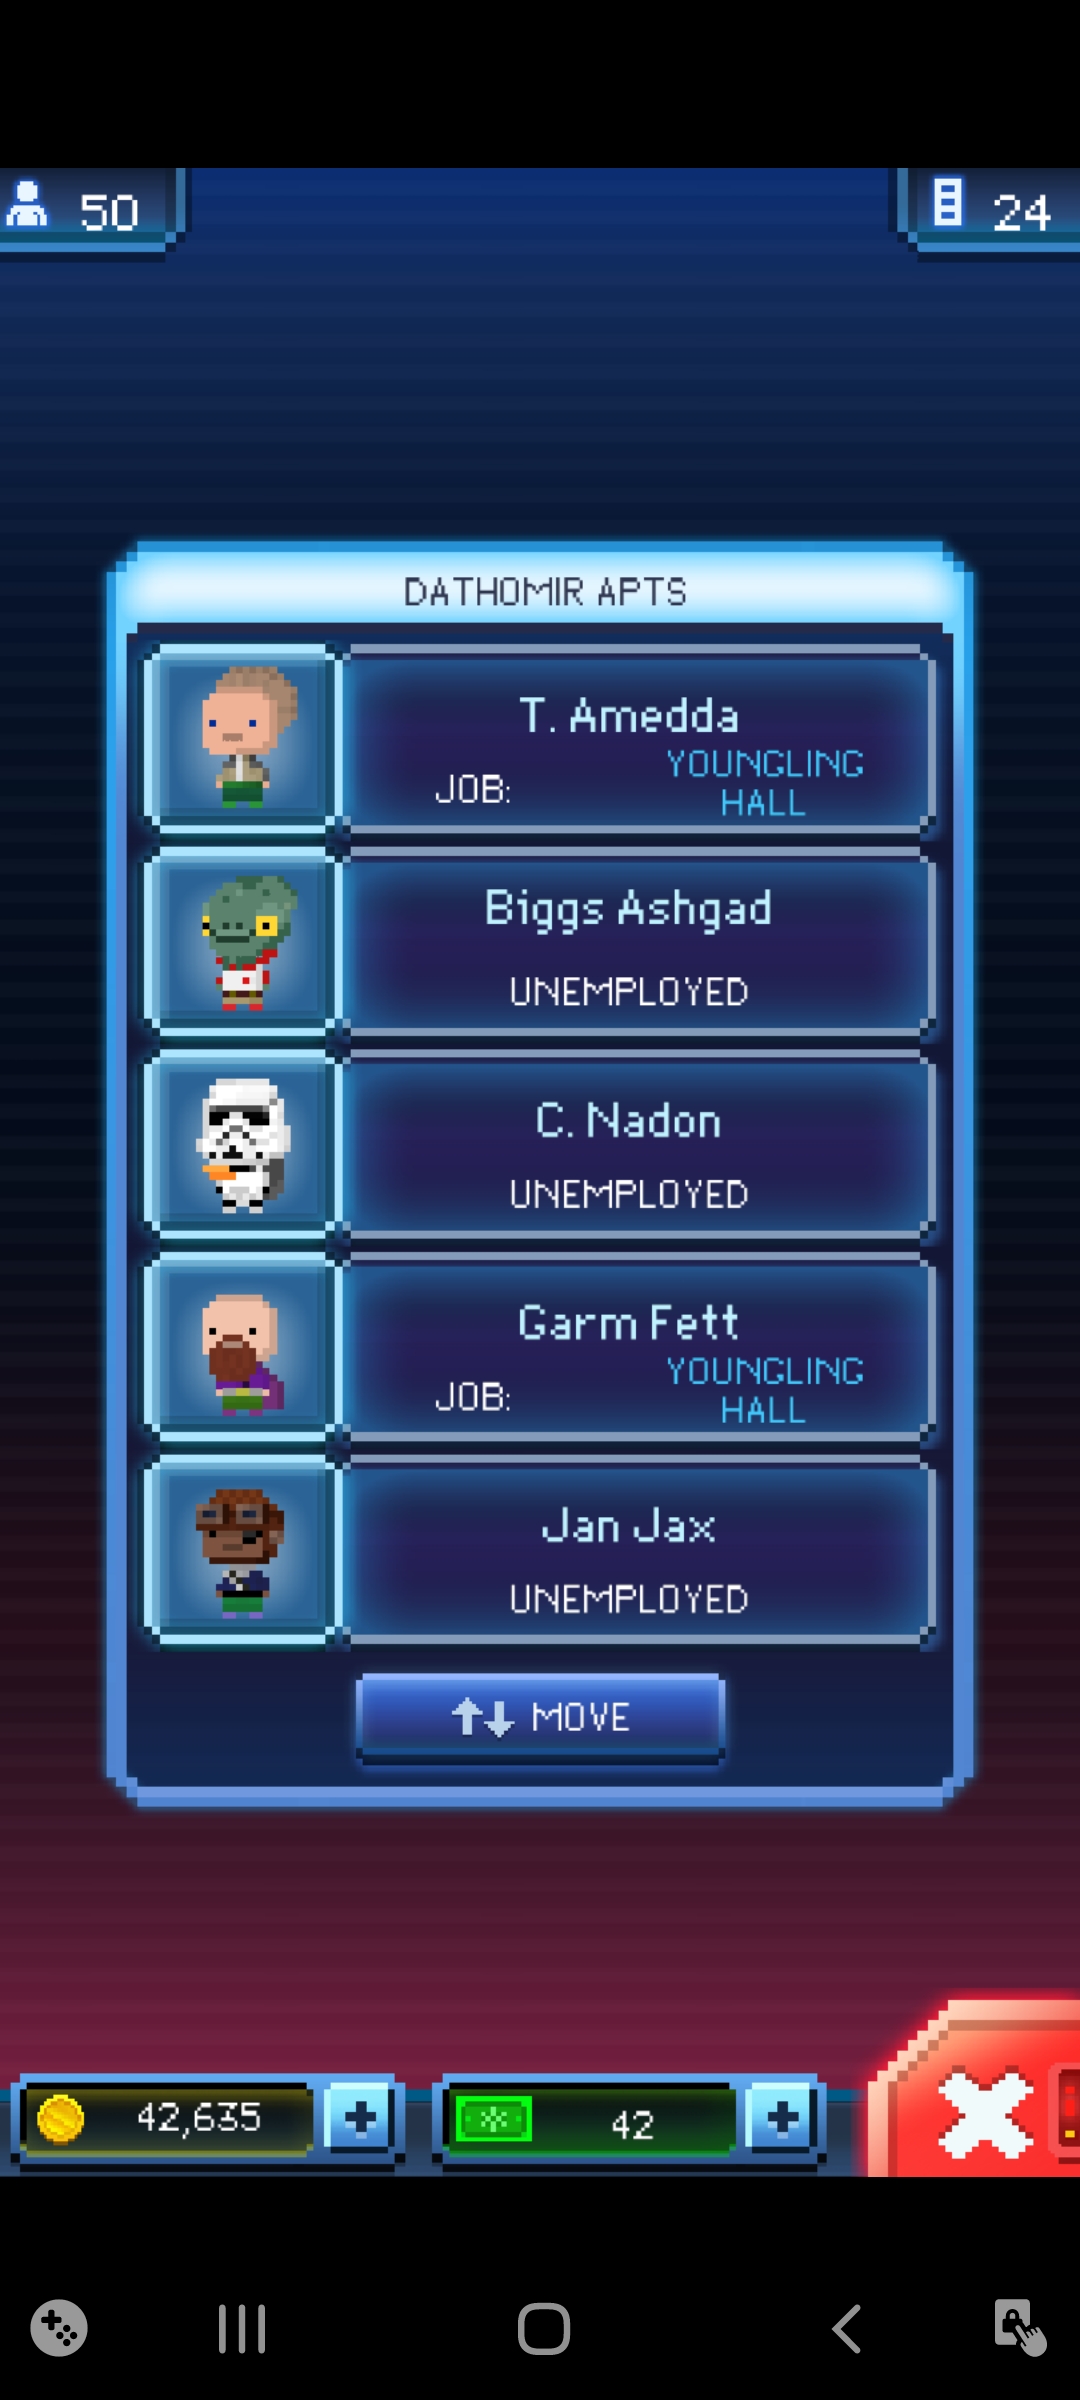 50
24
DATHOMIR APTS
T. Amedda
JOB:
YOUNGLING
HALL
Biggs Ashgad
UNEMPLOYED
C. Nadon
UNEMPLOYED
Garm Fett
JOB:
YOUNGLING
HALL
Jan Jax
UNEMPLOYED
MOVE
42,635
42